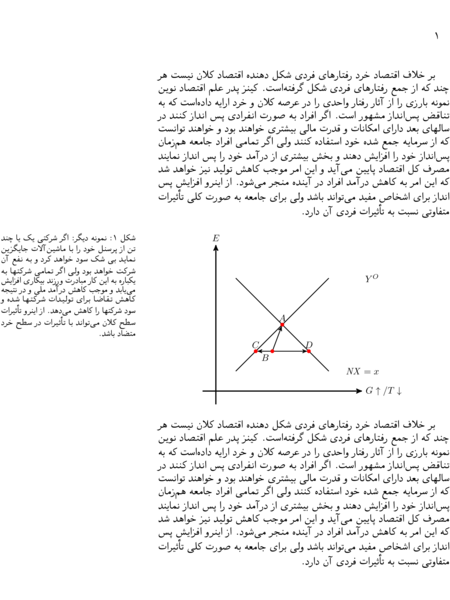 ۱
بر خلاف اقتصاد خرد رفتارهای فردی شکل دهنده اقتصاد کلان نیست هر
چند که از جمع رفتارهای فردی شکل گرفته‌است. کینز پدر علم اقتصاد نوین
نمونه بارزی را از آثار رفتار واحدی را در عرصه کلان و خرد ارایه داده‌است که به
تناقض پس‌انداز مشهور است. اگر افراد به صورت انفرادی پس انداز کنند در
سالهای بعد دارای امکانات و قدرت مالی بیشتری خواهند بود و خواهند توانست
که از سرمایه جمع شده خود استفاده کنند ولی اگر تمامی افراد جامعه هم‌زمان
پس‌انداز خود را افزایش دهند و بخش بیشتری از درآمد خود را پس انداز نمایند
مصرف کل اقتصاد پایین می‌آید و این امر موجب کاهش تولید نیز خواهد شد
که این امر به کاهش درآمد افراد در آینده منجر می‌شود. از اینرو افزایش پس
انداز برای اشخاص مفید می‌تواند باشد ولی برای جامعه به صورت کلی تأثیرات
متفاوتی نسبت به تأثیرات فردی آن دارد.
شکل ۱: نمونه دیگر: اگر شرکتی یک یا چند
تن از پرسنل خود را با ماشین‌آلات جایگزین
نماید بی شک سود خواهد کرد و به نفع آن
شرکت خواهد بود ولی اگر تمامی شرکتها به
یکباره به این کار مبادرت ورزند بیکاری افزایش
می‌یابد و موجب کاهش درآمد ملی و در نتیجه
کاهش تقاضا برای تولیدات شرکتها شده و
سود شرکتها را کاهش می‌دهد. از اینرو تأثیرات
سطح کلان می‌تواند با تأثیرات در سطح خرد
متضاد باشد.
E
Y^O
A
C
D
B
NX = x
G ↑ /T ↓
بر خلاف اقتصاد خرد رفتارهای فردی شکل دهنده اقتصاد کلان نیست هر
چند که از جمع رفتارهای فردی شکل گرفته‌است. کینز پدر علم اقتصاد نوین
نمونه بارزی را از آثار رفتار واحدی را در عرصه کلان و خرد ارایه داده‌است که به
تناقض پس‌انداز مشهور است. اگر افراد به صورت انفرادی پس انداز کنند در
سالهای بعد دارای امکانات و قدرت مالی بیشتری خواهند بود و خواهند توانست
که از سرمایه جمع شده خود استفاده کنند ولی اگر تمامی افراد جامعه هم‌زمان
پس‌انداز خود را افزایش دهند و بخش بیشتری از درآمد خود را پس انداز نمایند
مصرف کل اقتصاد پایین می‌آید و این امر موجب کاهش تولید نیز خواهد شد
که این امر به کاهش درآمد افراد در آینده منجر می‌شود. از اینرو افزایش پس
انداز برای اشخاص مفید می‌تواند باشد ولی برای جامعه به صورت کلی تأثیرات
متفاوتی نسبت به تأثیرات فردی آن دارد.